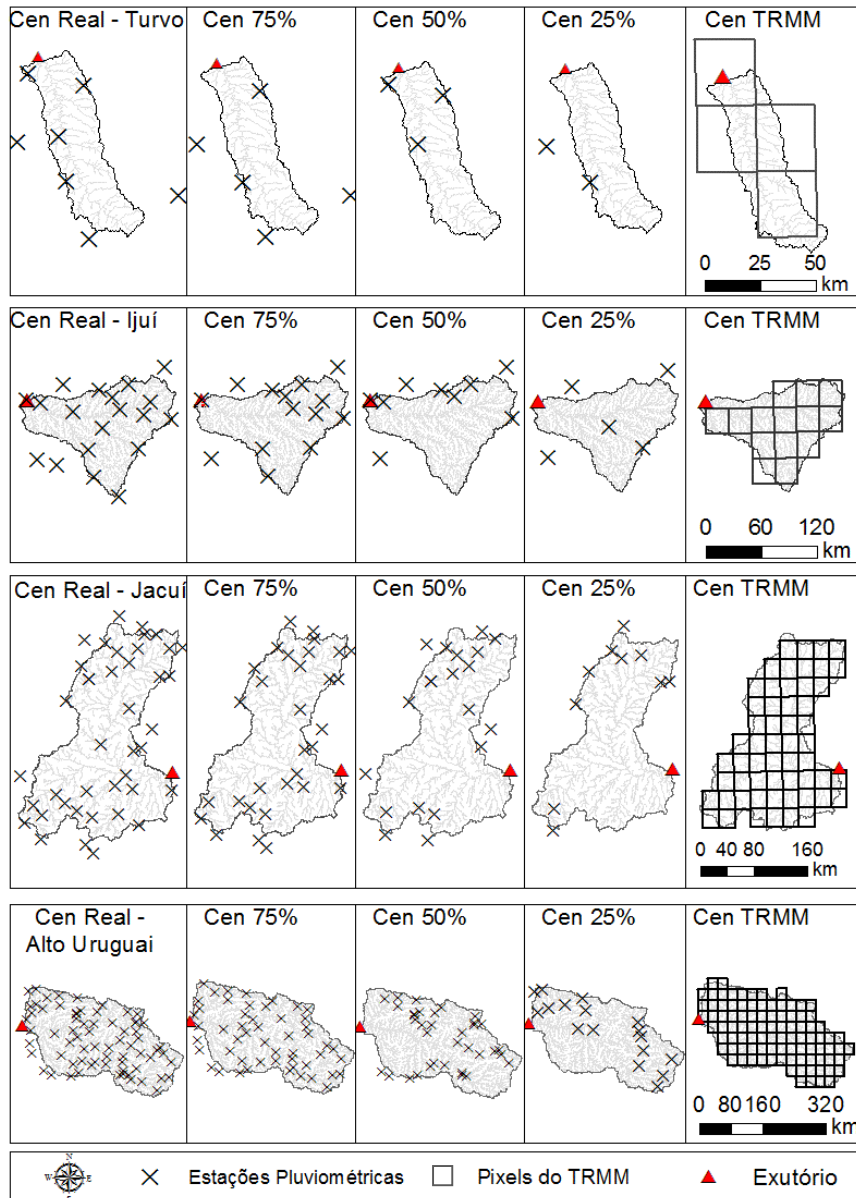 Cen Real - Turvo Cen 75% Cen 50% Cen 25% Cen TRMM
0 25 50
km
Cen Real - Ijuí Cen 75% Cen 50% Cen 25% Cen TRMM
0 60 120
km
Cen Real - Jacuí Cen 75% Cen 50% Cen 25% Cen TRMM
0 40 80 160
km
Cen Real - Cen 75% Cen 50% Cen 25% Cen TRMM
Alto Uruguai
0 80 160 320
km
N
W E
S
Estações Pluviométricas Pixels do TRMM Exutório